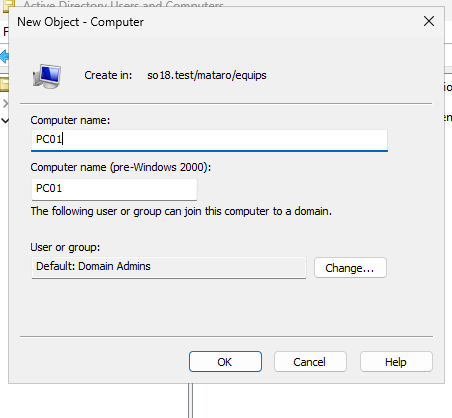 Active Directory Users and Computers
New Object - Computer
Create in: so18.test/mataro/equips
Computer name:
PC01
Computer name (pre-Windows 2000):
PC01
The following user or group can join this computer to a domain.
User or group:
Default: Domain Admins
Change...
OK
Cancel
Help